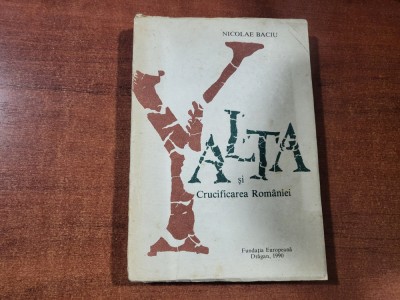 NICOLAE BACIU
YALTA
și
Crucificarea României
Fundația Europeană
Drăgan, 1990